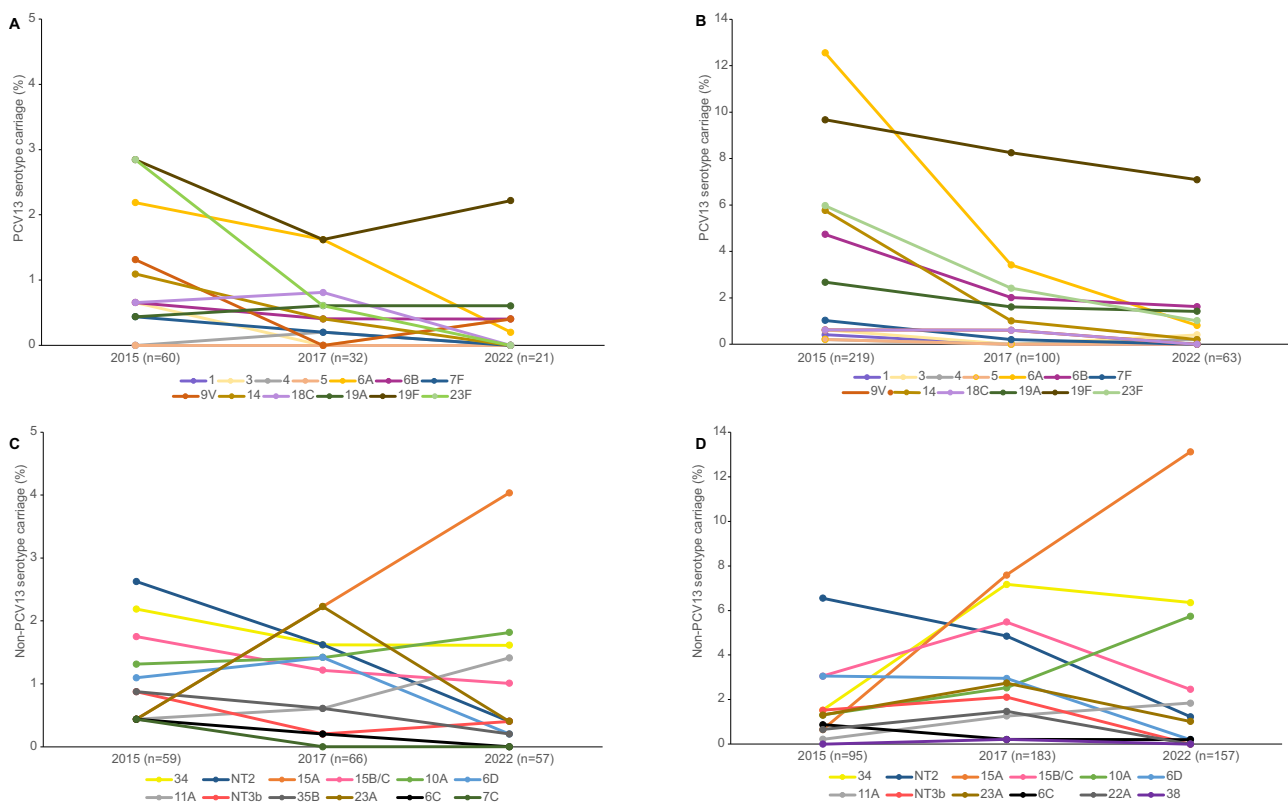 A
PCV13 serotype carriage (%)
5
4
3
2
1
0
2015 (n=60) 2017 (n=32) 2022 (n=21)
1 3 4 5 6A 6B 7F
9V 14 18C 19A 19F 23F
B
PCV13 serotype carriage (%)
14
12
10
8
6
4
2
0
2015 (n=219) 2017 (n=100) 2022 (n=63)
1 3 4 5 6A 6B 7F
9V 14 18C 19A 19F 23F
C
Non-PCV13 serotype carriage (%)
5
4
3
2
1
0
2015 (n=59) 2017 (n=66) 2022 (n=57)
34 NT2 15A 15B/C 10A 6D
11A NT3b 35B 23A 6C 7C
D
Non-PCV13 serotype carriage (%)
14
12
10
8
6
4
2
0
2015 (n=95) 2017 (n=183) 2022 (n=157)
34 NT2 15A 15B/C 10A 6D
11A NT3b 23A 6C 22A 38